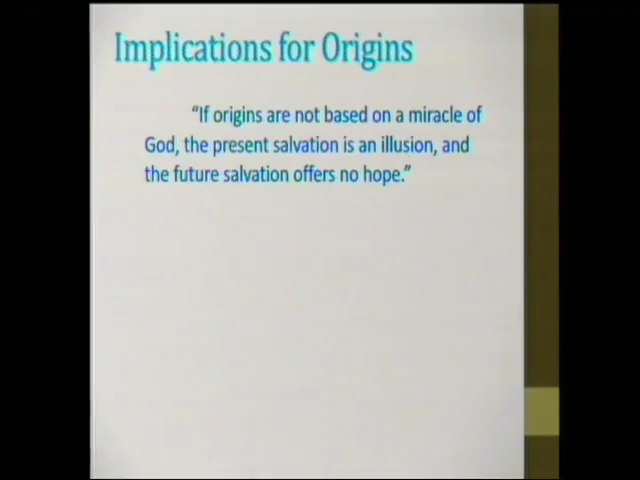 Implications for Origins
“If origins are not based on a miracle of
God, the present salvation is an illusion, and
the future salvation offers no hope.”